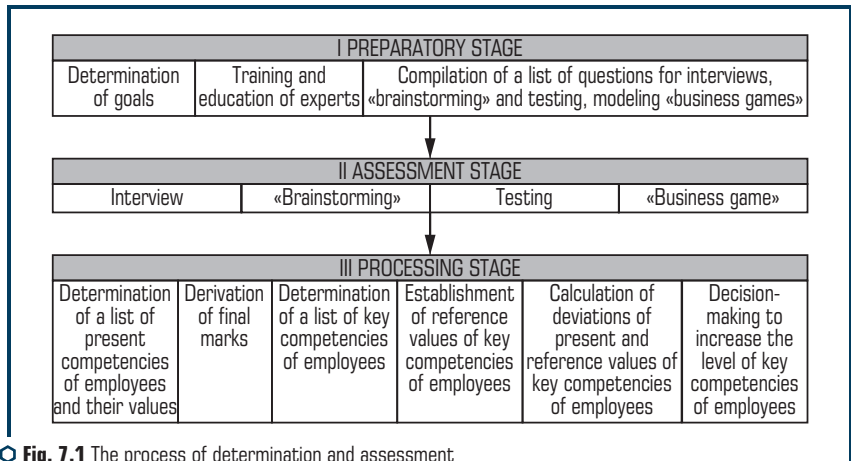 I PREPARATORY STAGE
Determination
of goals
Training and
education of experts
Compilation of a list of questions for interviews,
«brainstorming» and testing, modeling «business games»
II ASSESSMENT STAGE
Interview
«Brainstorming»
Testing
«Business game»
III PROCESSING STAGE
Determination
of a list of
present
competencies
of employees
and their values
Derivation
of final
marks
Determination
of a list of key
competencies
of employees
Establishment
of reference
values of key
competencies
of employees
Calculation of
deviations of
present and
reference values of
key competencies
of employees
Decision-
making to
increase the
level of key
competencies
of employees
Fig. 7.1 The process of determination and assessment